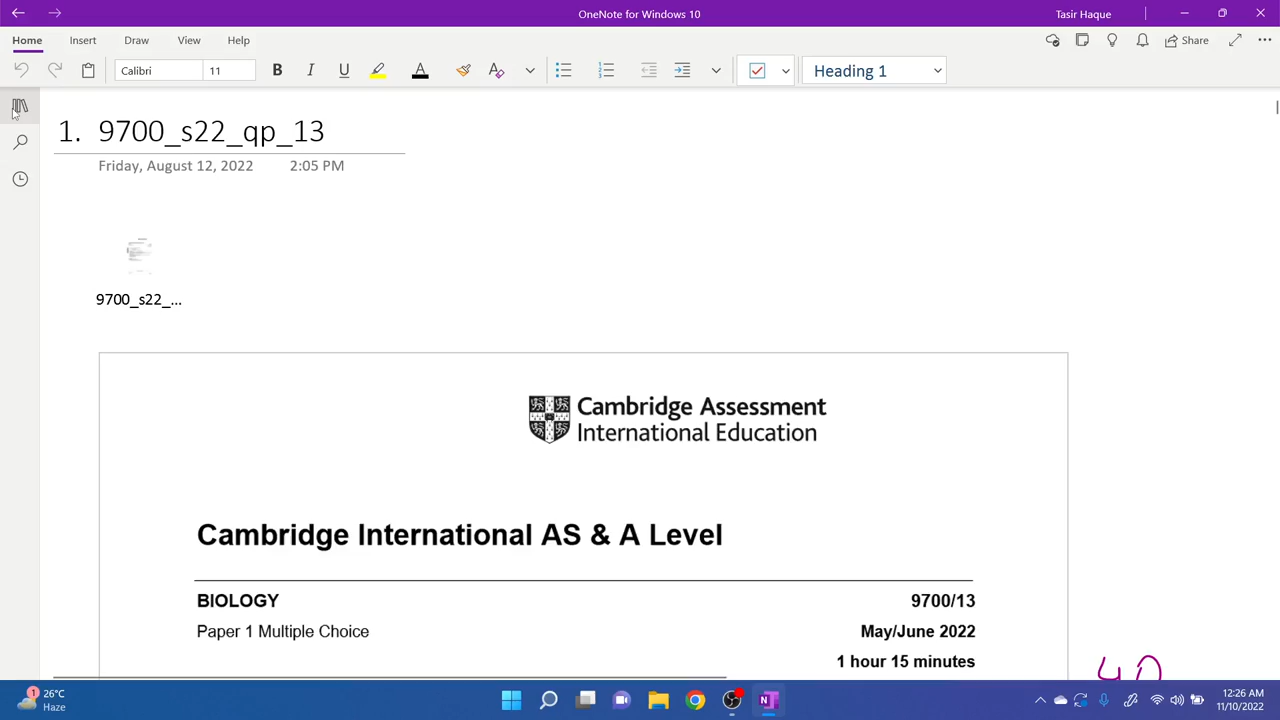 OneNote for Windows 10
Tasir Haque
Home Insert Draw View Help
Share
Calibri 11 B I U A Heading 1
1. 9700_s22_qp_13
Friday, August 12, 2022 2:05 PM
9700_s22_...
Cambridge Assessment
International Education
Cambridge International AS & A Level
BIOLOGY 9700/13
Paper 1 Multiple Choice May/June 2022
1 hour 15 minutes
40
26°C
Haze
12:26 AM
11/10/2022